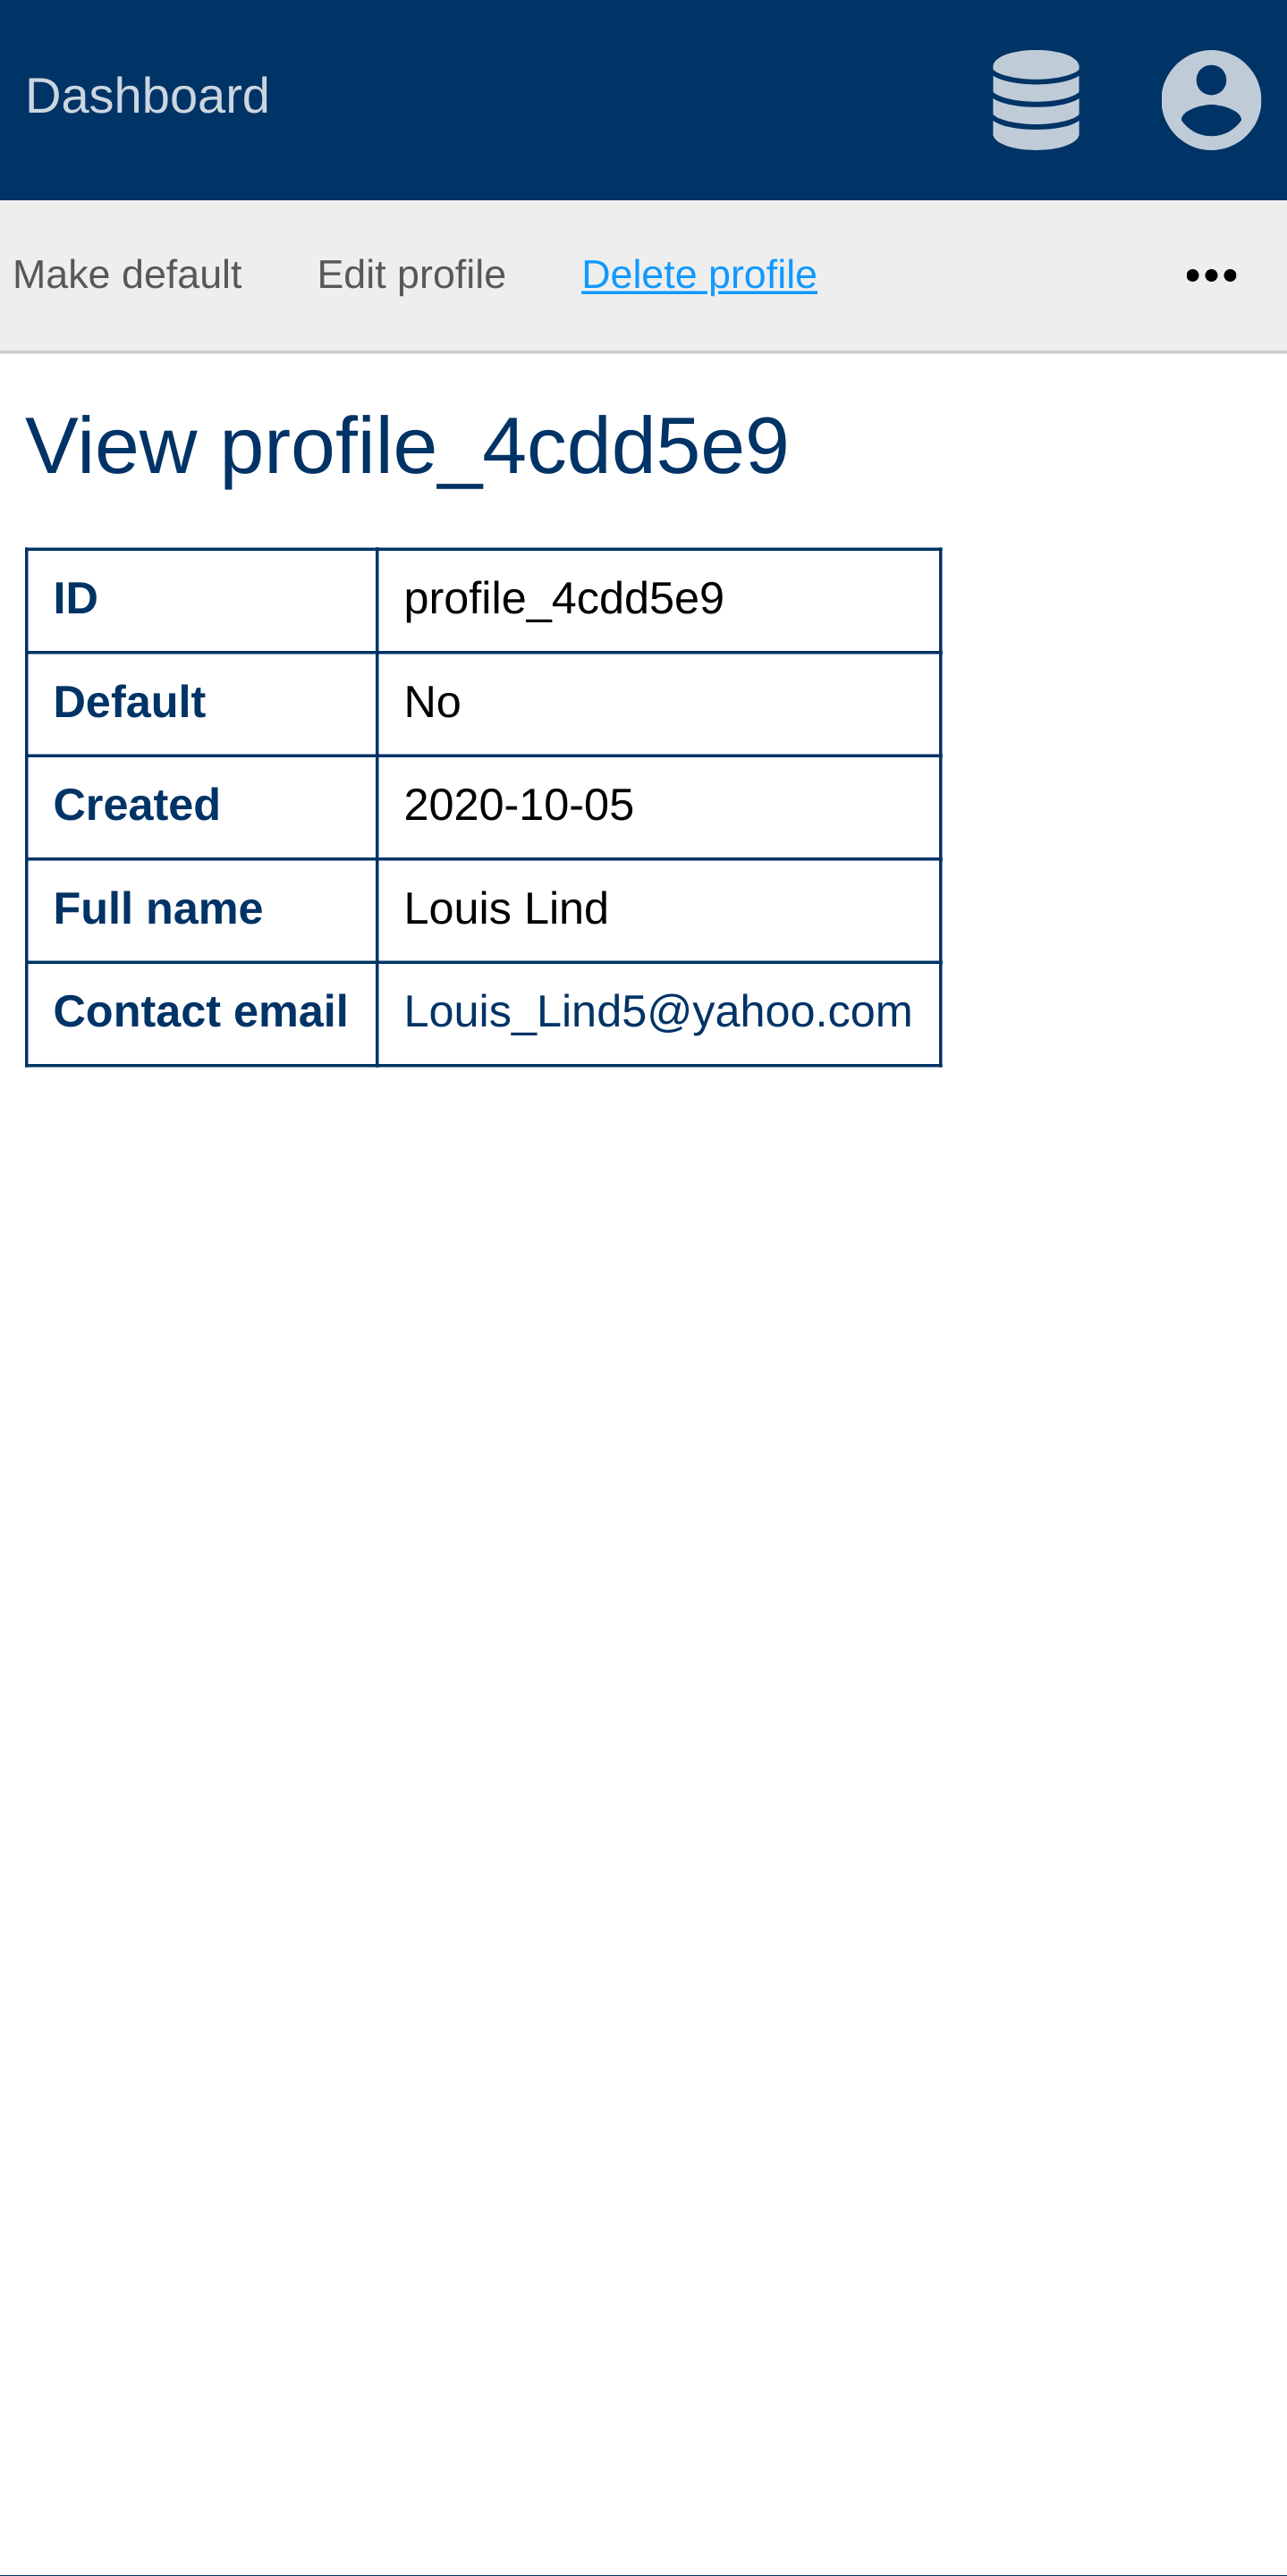 Dashboard
Make default Edit profile Delete profile
View profile_4cdd5e9
ID profile_4cdd5e9
Default No
Created 2020-10-05
Full name Louis Lind
Contact email Louis_Lind5@yahoo.com